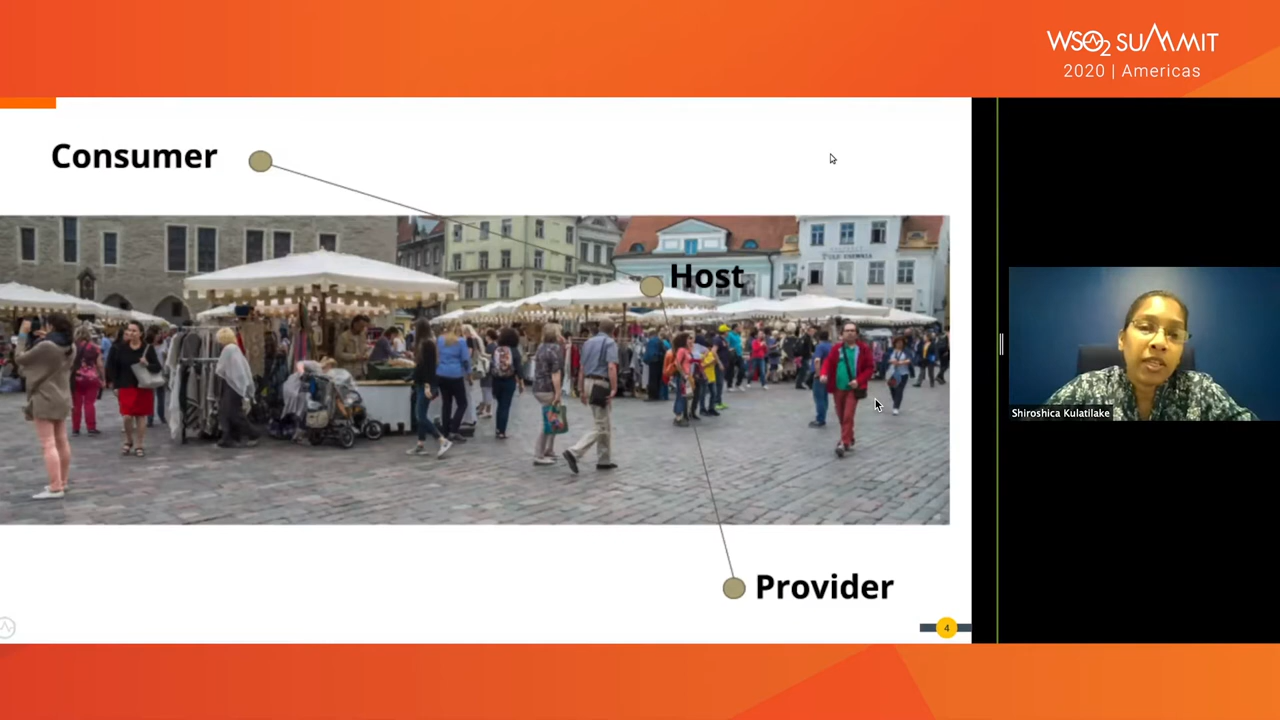 WSO2 SUMMIT
2020 | Americas
Consumer
Host
Provider
Shiroshica Kulatilake
4